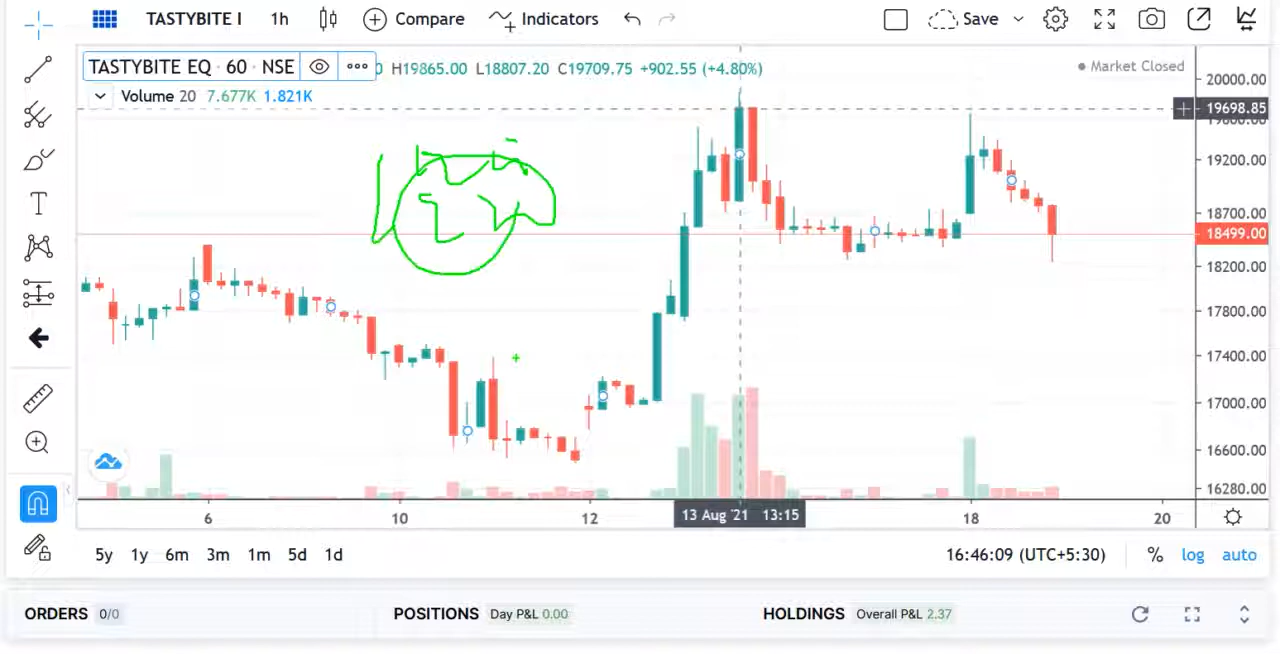 TASTYBITE I 1h Compare Indicators Save
TASTYBITE EQ · 60 · NSE 0 H19865.00 L18807.20 C19709.75 +902.55 (+4.80%) Market Closed
Volume 20 7.677K 1.821K
20000.00
19698.85
19600.00
19200.00
18700.00
18499.00
18200.00
17800.00
17400.00
17000.00
16600.00
16280.00
6 10 12 13 Aug '21 13:15 18 20
5y 1y 6m 3m 1m 5d 1d 16:46:09 (UTC+5:30) % log auto
ORDERS 0/0 POSITIONS Day P&L 0.00 HOLDINGS Overall P&L 2.37